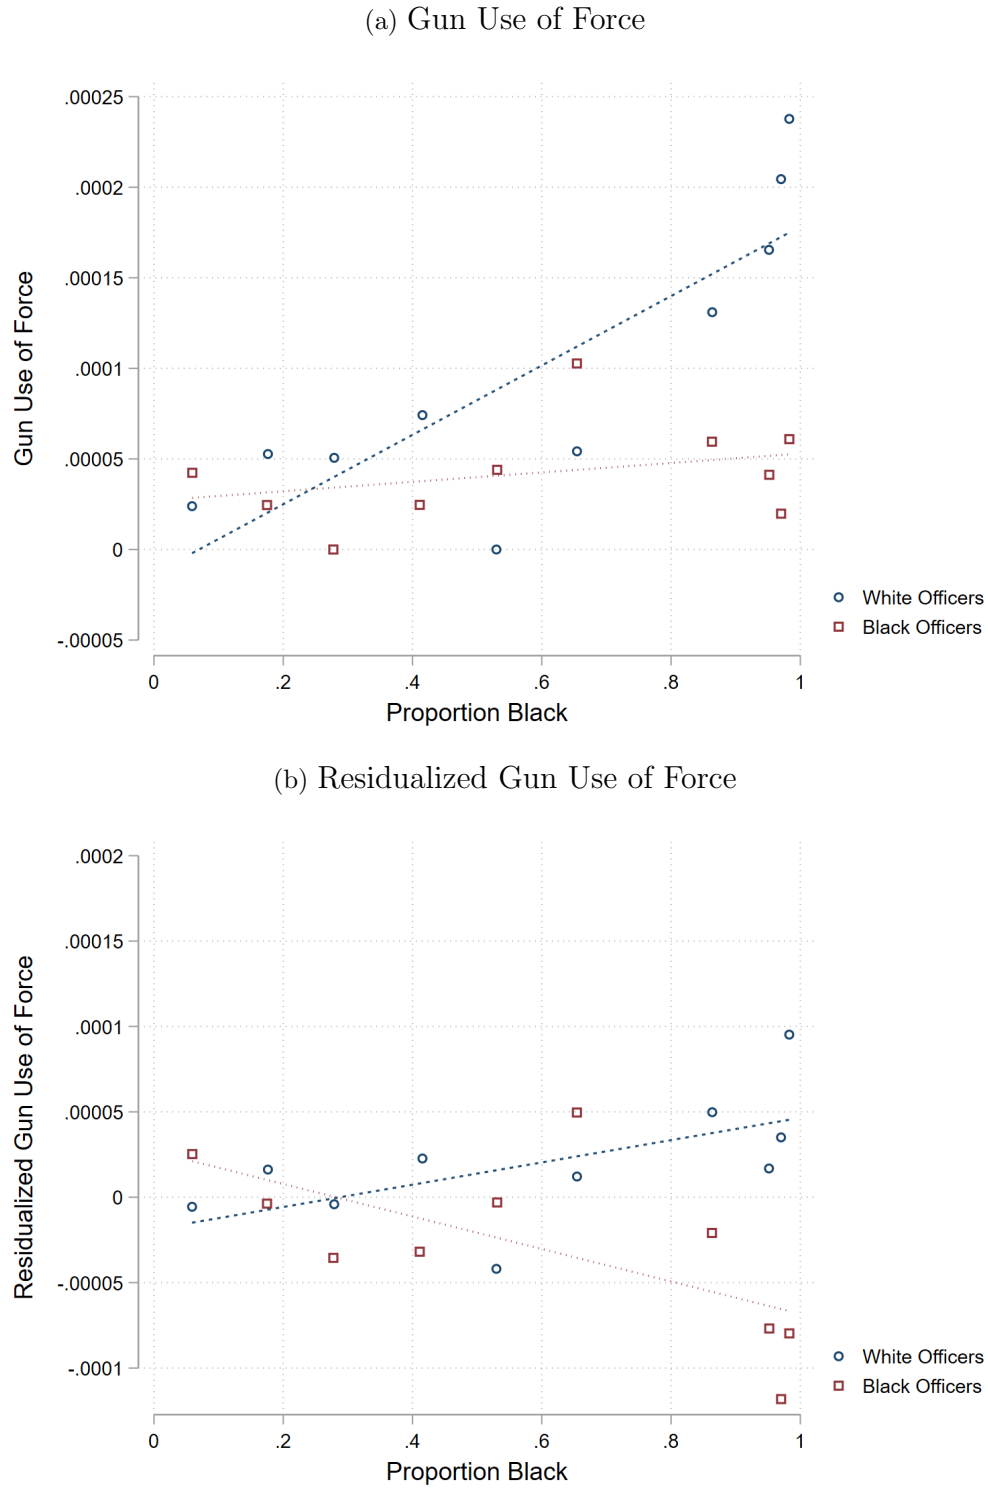 (a) Gun Use of Force
Gun Use of Force
.00025
.0002
.00015
.0001
.00005
0
-.00005
0 .2 .4 .6 .8 1
Proportion Black
White Officers
Black Officers
(b) Residualized Gun Use of Force
Residualized Gun Use of Force
.0002
.00015
.0001
.00005
0
-.00005
-.0001
0 .2 .4 .6 .8 1
Proportion Black
White Officers
Black Officers